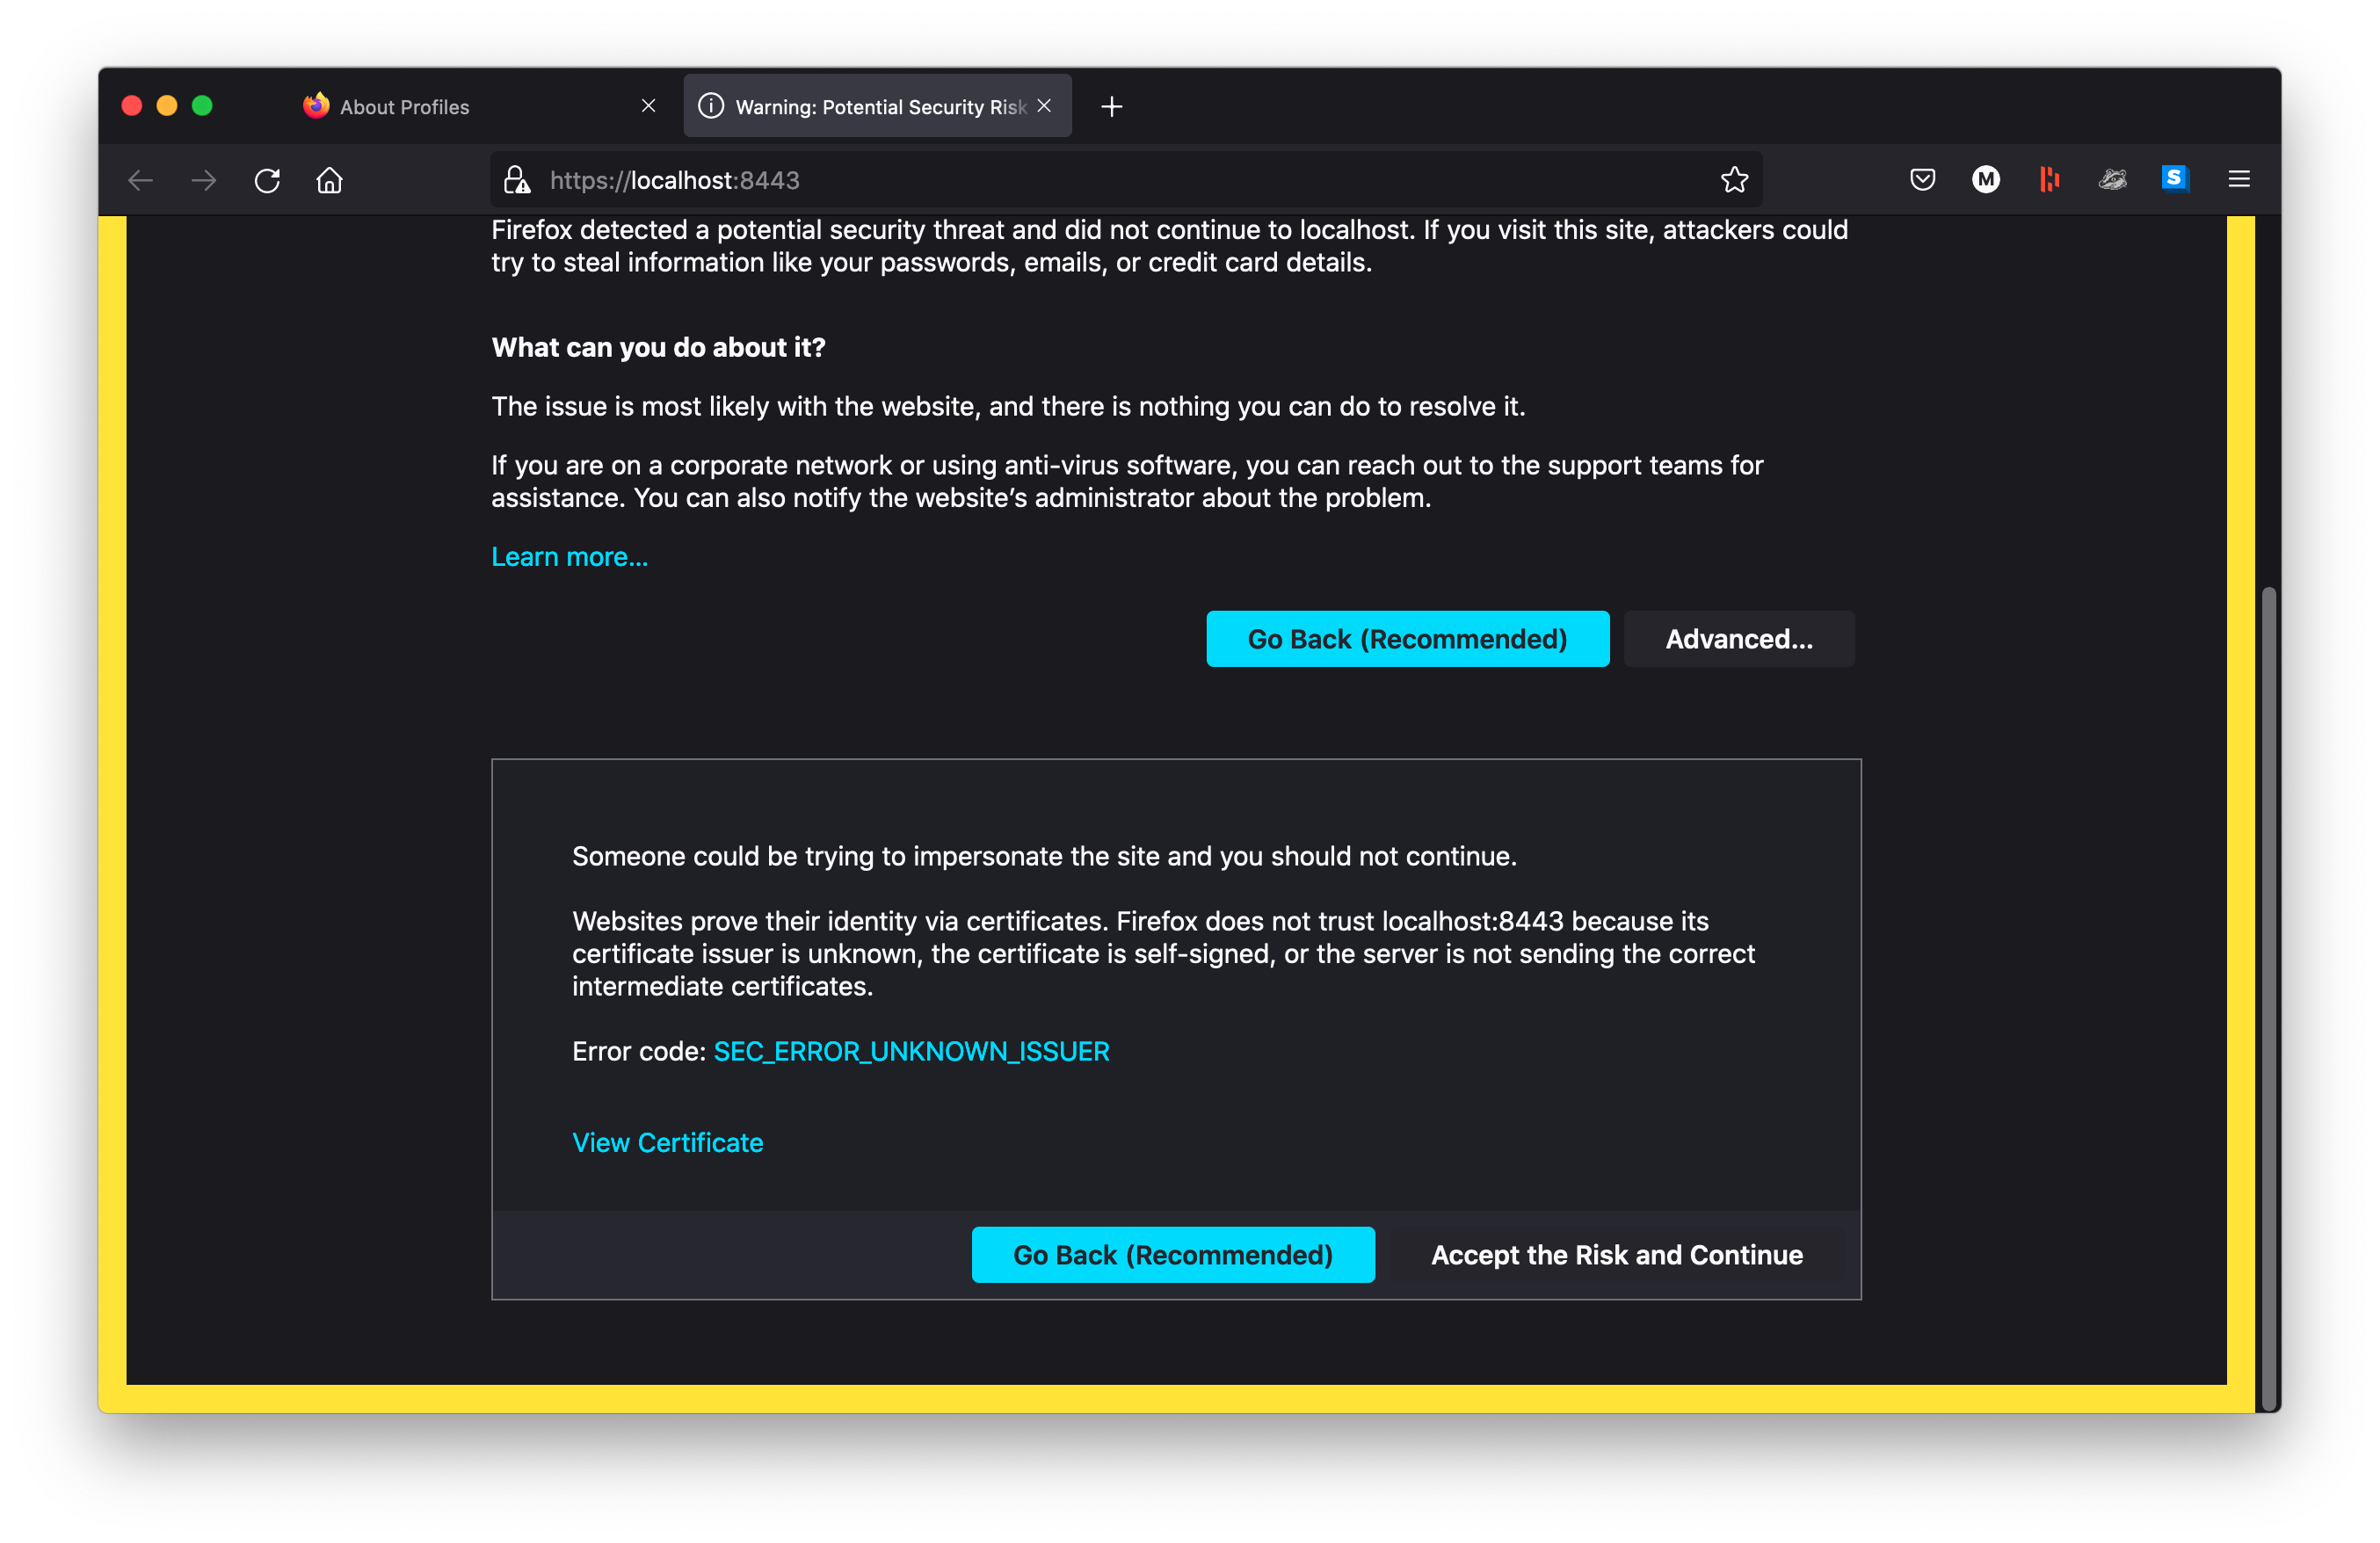 About Profiles
Warning: Potential Security Risk
https://localhost:8443
M
S
Firefox detected a potential security threat and did not continue to localhost. If you visit this site, attackers could
try to steal information like your passwords, emails, or credit card details.
What can you do about it?
The issue is most likely with the website, and there is nothing you can do to resolve it.
If you are on a corporate network or using anti-virus software, you can reach out to the support teams for
assistance. You can also notify the website’s administrator about the problem.
Learn more…
Go Back (Recommended)
Advanced…
Someone could be trying to impersonate the site and you should not continue.
Websites prove their identity via certificates. Firefox does not trust localhost:8443 because its
certificate issuer is unknown, the certificate is self-signed, or the server is not sending the correct
intermediate certificates.
Error code: SEC_ERROR_UNKNOWN_ISSUER
View Certificate
Go Back (Recommended)
Accept the Risk and Continue